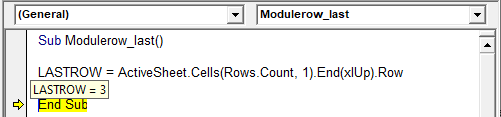 (General) Modulerow_last
Sub Modulerow_last()
LASTROW = ActiveSheet.Cells(Rows.Count, 1).End(xlUp).Row
LASTROW = 3
End Sub